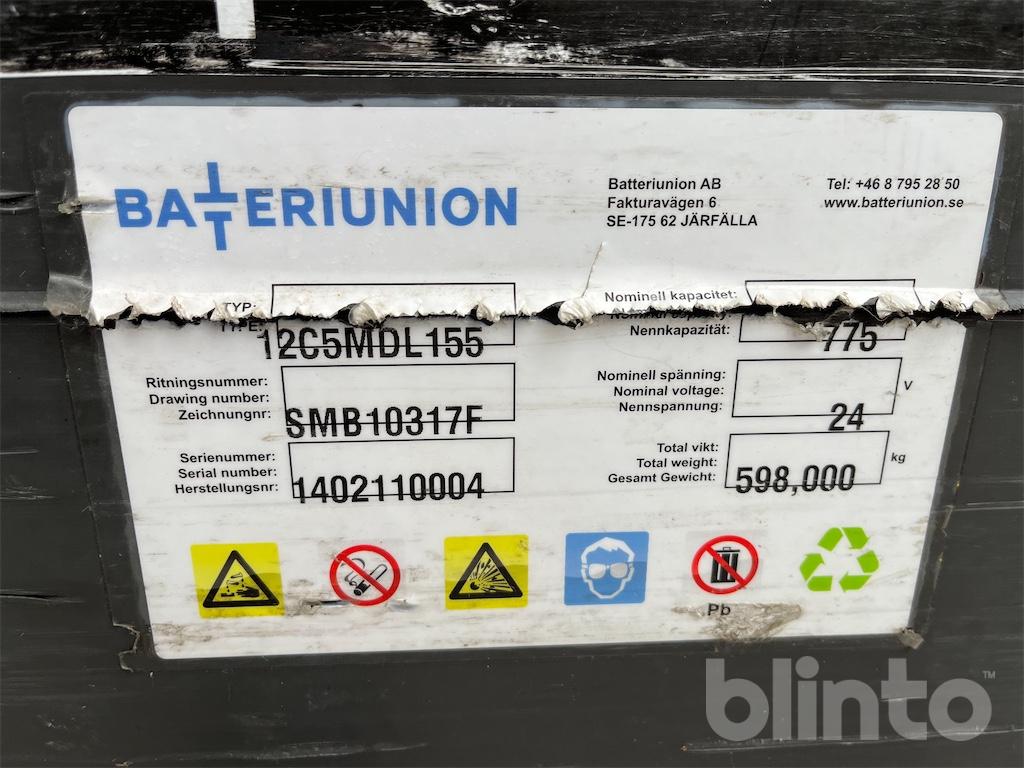 BATTERIUNION
Batteriunion AB
Fakturavägen 6
SE-175 62 JÄRFÄLLA
Tel: +46 8 795 28 50
www.batteriunion.se
TYP:
TYPE:
12C5MDL155
Ritningsnummer:
Drawing number:
Zeichnungnr:
SMB10317F
Serienummer:
Serial number:
Herstellungsnr:
1402110004
Nominell kapacitet:
Nominal
Nennkapazität:
775
Nominell spänning:
Nominal voltage:
Nennspannung:
24
V
Total vikt:
Total weight:
Gesamt Gewicht:
598,000
kg
Pb
blinto™